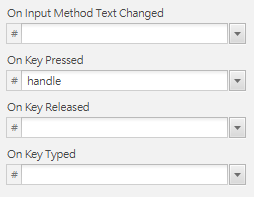 On Input Method Text Changed
#
On Key Pressed
# handle
On Key Released
#
On Key Typed
#